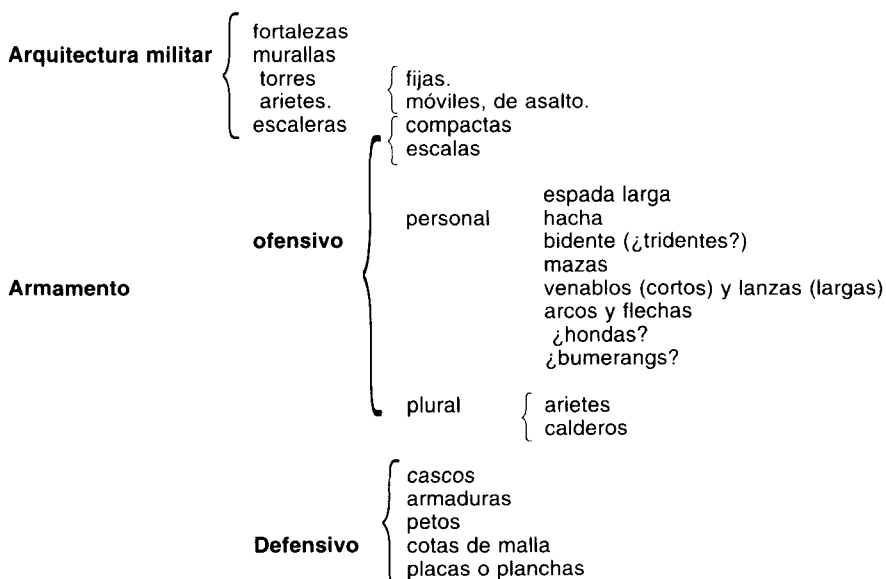 fortalezas
Arquitectura militar murallas
torres fijas.
arietes. móviles, de asalto.
escaleras compactas
escalas
espada larga
personal hacha
ofensivo bidente (¿tridentes?)
mazas
Armamento venablos (cortos) y lanzas (largas)
arcos y flechas
¿hondas?
¿bumerangs?
plural arietes
calderos
cascos
armaduras
petos
Defensivo cotas de malla
placas o planchas